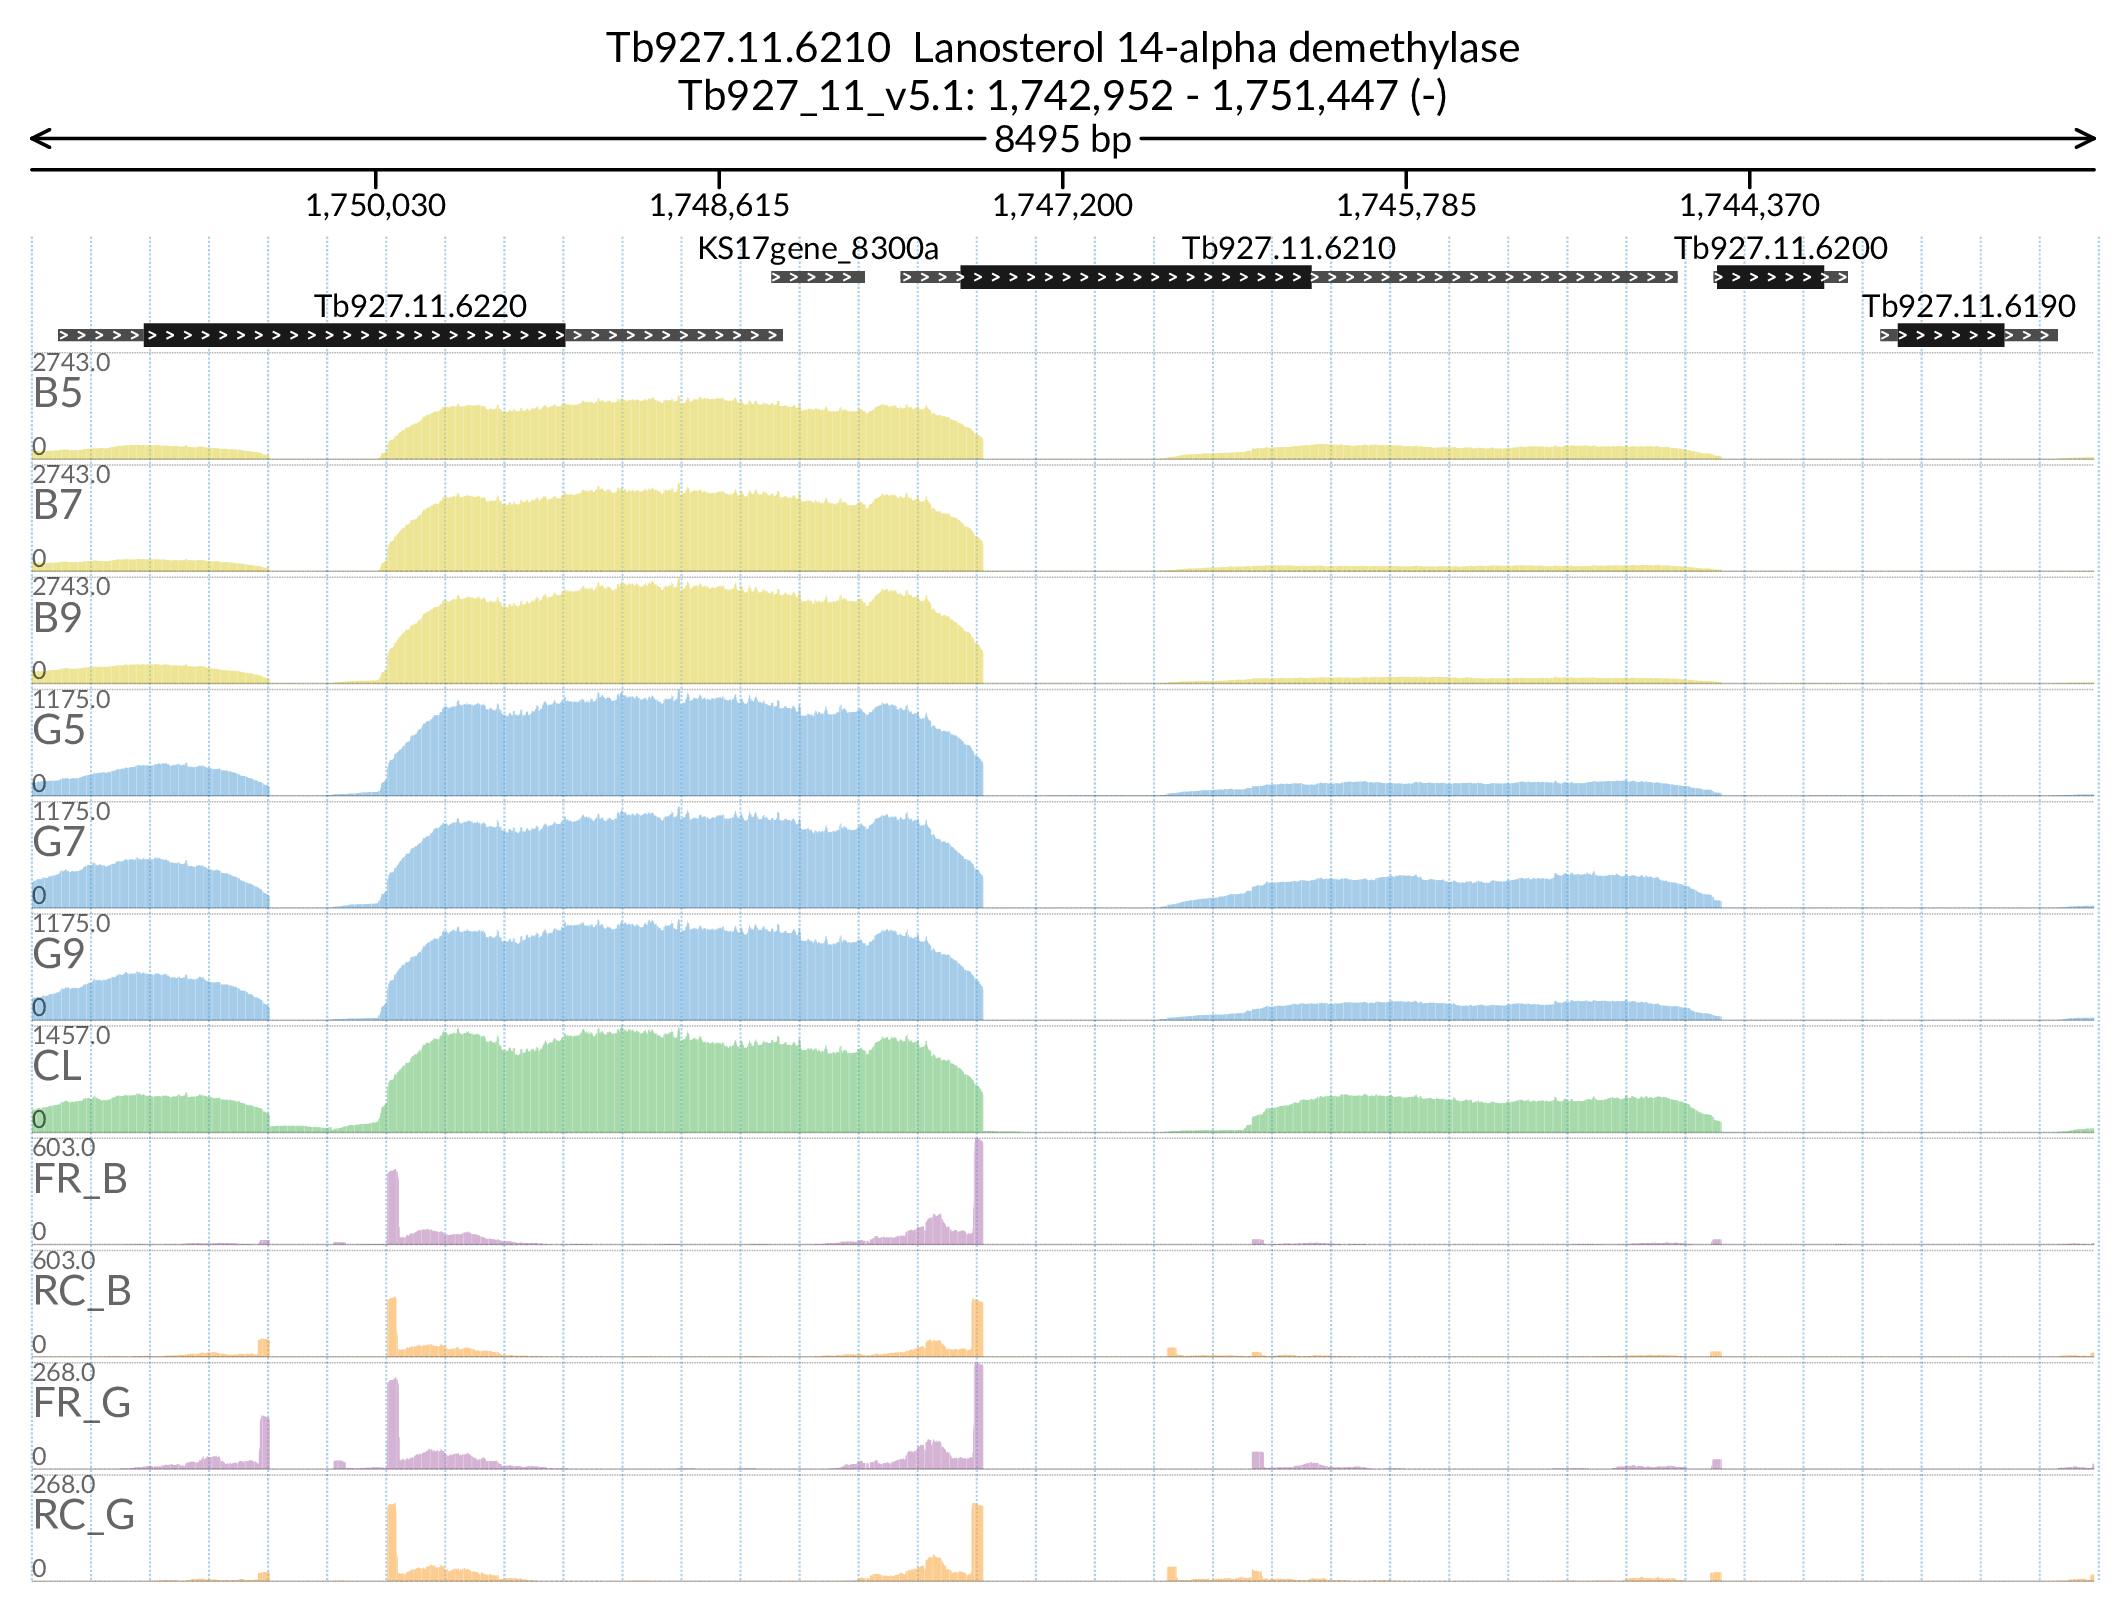 Tb927.11.6210 Lanosterol 14-alpha demethylase
Tb927_11_v5.1: 1,742,952 - 1,751,447 (-)
8495 bp
1,750,030 1,748,615 1,747,200 1,745,785 1,744,370
KS17gene_8300a Tb927.11.6210 Tb927.11.6200
Tb927.11.6220 Tb927.11.6190
2743.0
B5
0
2743.0
B7
0
2743.0
B9
0
1175.0
G5
0
1175.0
G7
0
1175.0
G9
0
1457.0
CL
0
603.0
FR_B
0
603.0
RC_B
0
268.0
FR_G
0
268.0
RC_G
0